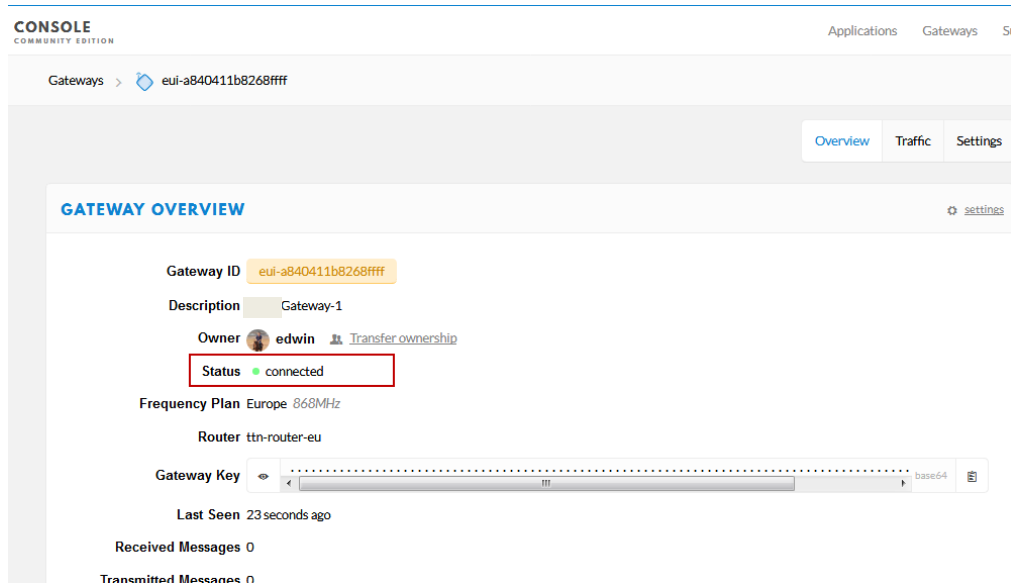 CONSOLE
COMMUNITY EDITION
Applications Gateways
Gateways > eui-a840411b8268ffff
Overview Traffic Settings
GATEWAY OVERVIEW settings
Gateway ID eui-a840411b8268ffff
Description Gateway-1
Owner edwin Transfer ownership
Status connected
Frequency Plan Europe 868MHz
Router ttn-router-eu
Gateway Key base64
Last Seen 23 seconds ago
Received Messages 0
Transmitted Messages 0